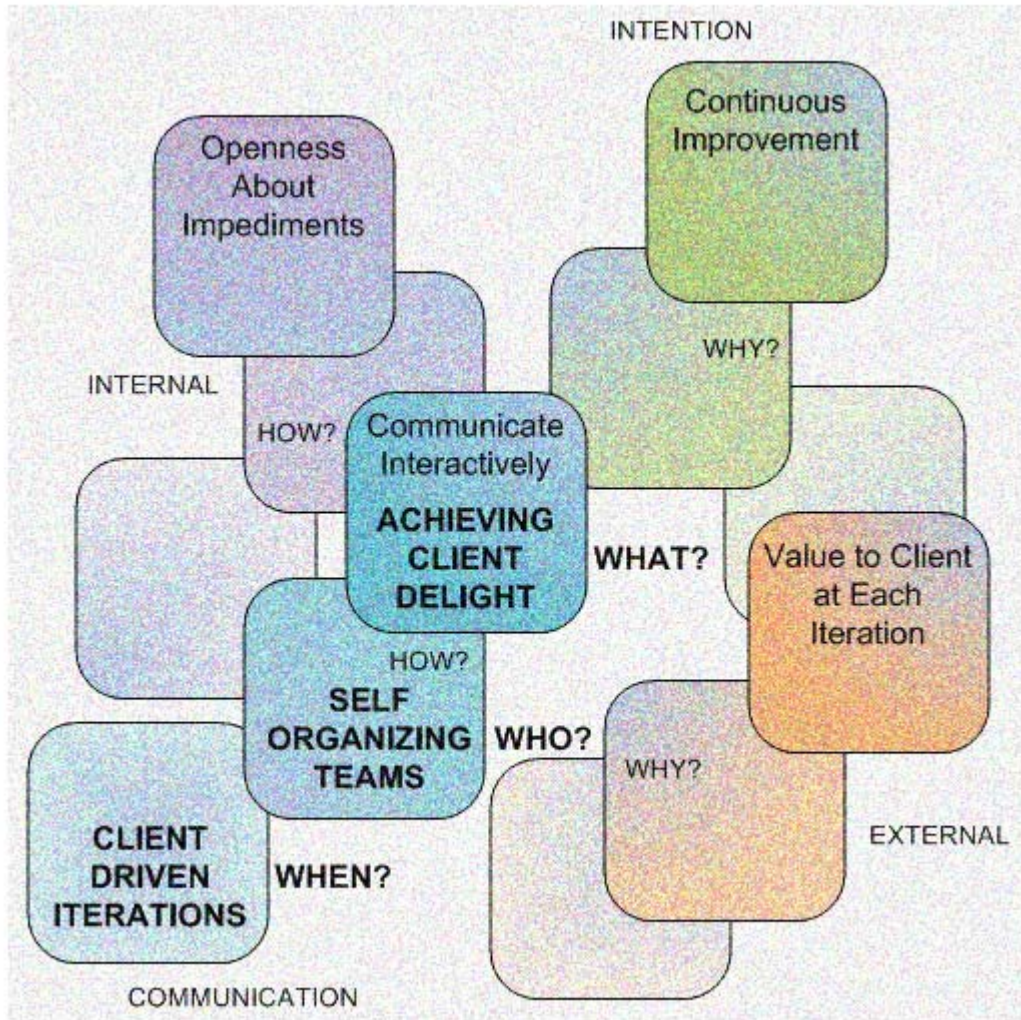 INTENTION
Continuous
Improvement
Openness
About
Impediments
WHY?
INTERNAL
HOW?
Communicate
Interactively
ACHIEVING
CLIENT
DELIGHT
WHAT?
Value to Client
at Each
Iteration
HOW?
SELF
ORGANIZING
TEAMS
WHO?
WHY?
EXTERNAL
CLIENT
DRIVEN
ITERATIONS
WHEN?
COMMUNICATION